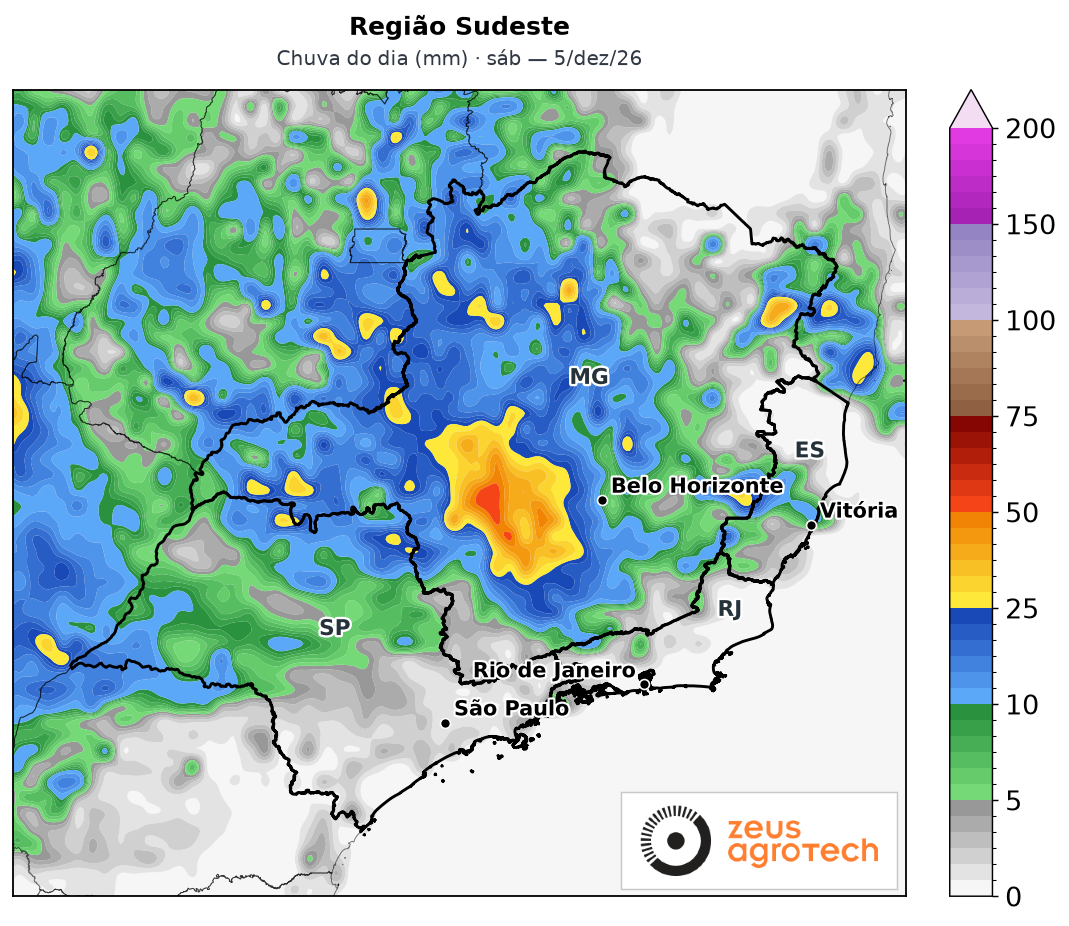 Região Sudeste
Chuva do dia (mm) · sáb — 5/dez/26
200
150
100
75
50
25
10
5
0
MG
ES
Belo Horizonte
Vitória
RJ
SP
Rio de Janeiro
São Paulo
zeus
agrotech